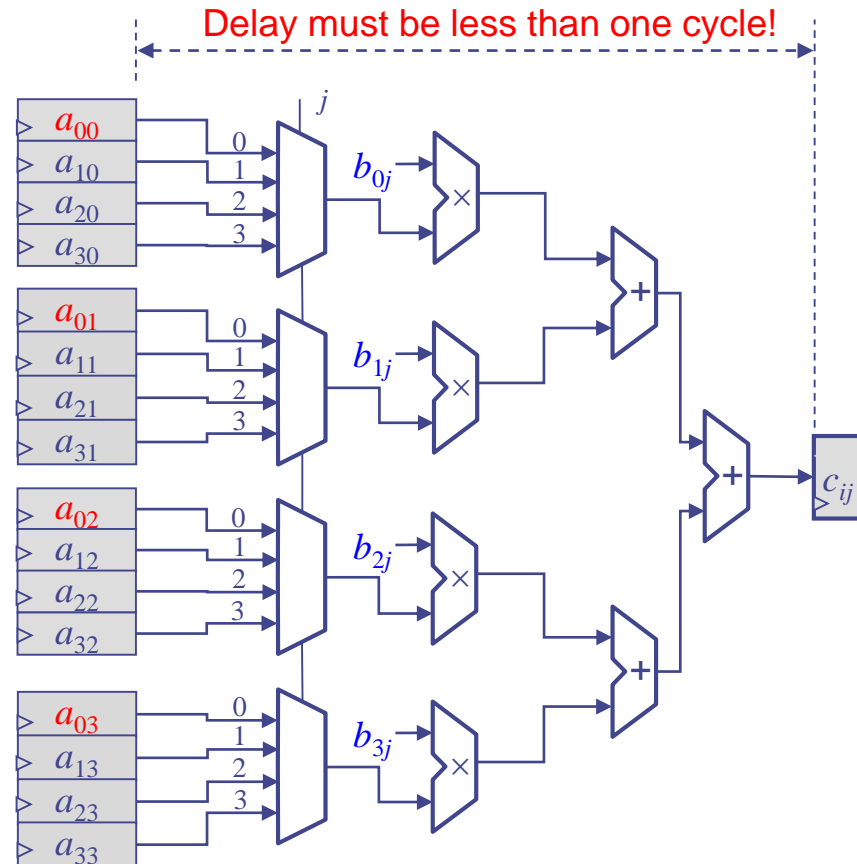 Delay must be less than one cycle!
j
a₀₀
a₁₀
a₂₀
a₃₀
0
1
2
3
b₀ⱼ
×
+
a₀₁
a₁₁
a₂₁
a₃₁
0
1
2
3
b₁ⱼ
×
+
cᵢⱼ
a₀₂
a₁₂
a₂₂
a₃₂
0
1
2
3
b₂ⱼ
×
+
a₀₃
a₁₃
a₂₃
a₃₃
0
1
2
3
b₃ⱼ
×